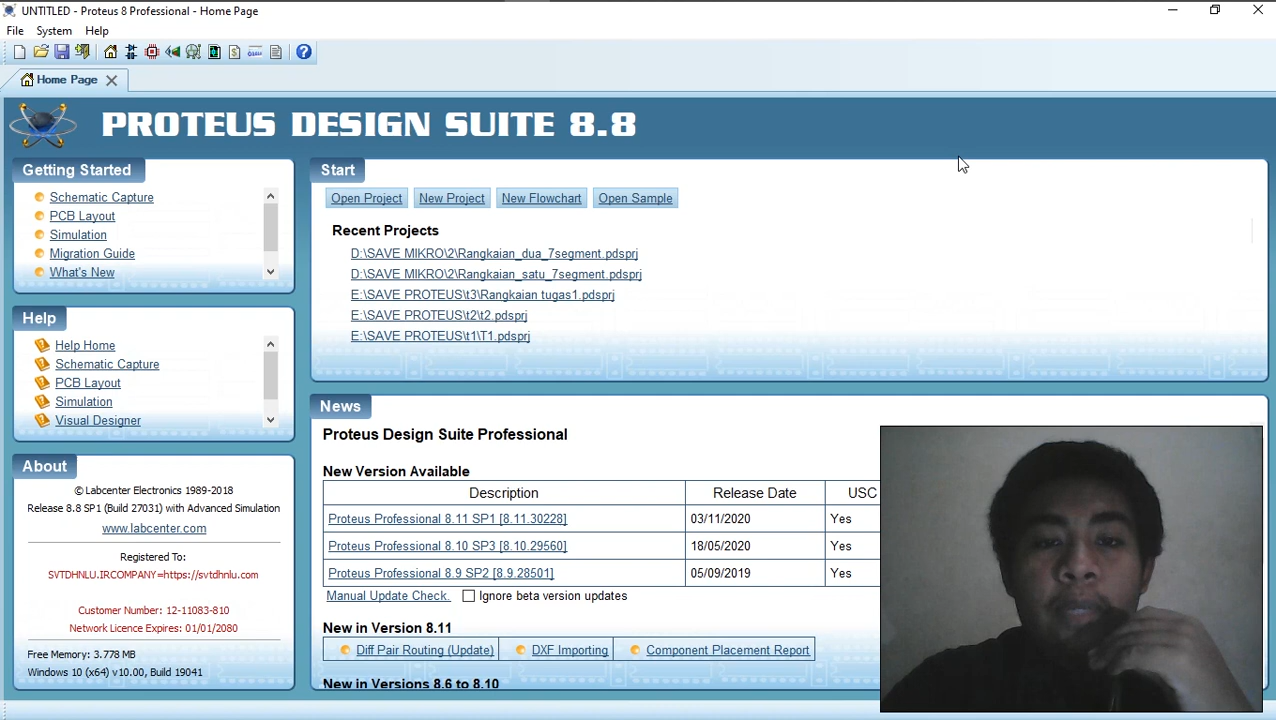 UNTITLED - Proteus 8 Professional - Home Page
File System Help
Home Page
PROTEUS DESIGN SUITE 8.8
Getting Started
Schematic Capture
PCB Layout
Simulation
Migration Guide
What's New
Help
Help Home
Schematic Capture
PCB Layout
Simulation
Visual Designer
About
© Labcenter Electronics 1989-2018
Release 8.8 SP1 (Build 27031) with Advanced Simulation
www.labcenter.com
Registered To:
SVTDHNLU.IRCOMPANY=https://svtdhnlu.com
Customer Number: 12-11083-810
Network Licence Expires: 01/01/2080
Free Memory: 3.778 MB
Windows 10 (x64) v10.00, Build 19041
Start
Open Project New Project New Flowchart Open Sample
Recent Projects
D:\SAVE MIKRO\2\Rangkaian_dua_7segment.pdsprj
D:\SAVE MIKRO\2\Rangkaian_satu_7segment.pdsprj
E:\SAVE PROTEUS\t3\Rangkaian tugas1.pdsprj
E:\SAVE PROTEUS\t2\t2.pdsprj
E:\SAVE PROTEUS\t1\T1.pdsprj
News
Proteus Design Suite Professional
New Version Available
Description Release Date USC
Proteus Professional 8.11 SP1 [8.11.30228] 03/11/2020 Yes
Proteus Professional 8.10 SP3 [8.10.29560] 18/05/2020 Yes
Proteus Professional 8.9 SP2 [8.9.28501] 05/09/2019 Yes
Manual Update Check. Ignore beta version updates
New in Version 8.11
Diff Pair Routing (Update) DXF Importing Component Placement Report
New in Versions 8.6 to 8.10